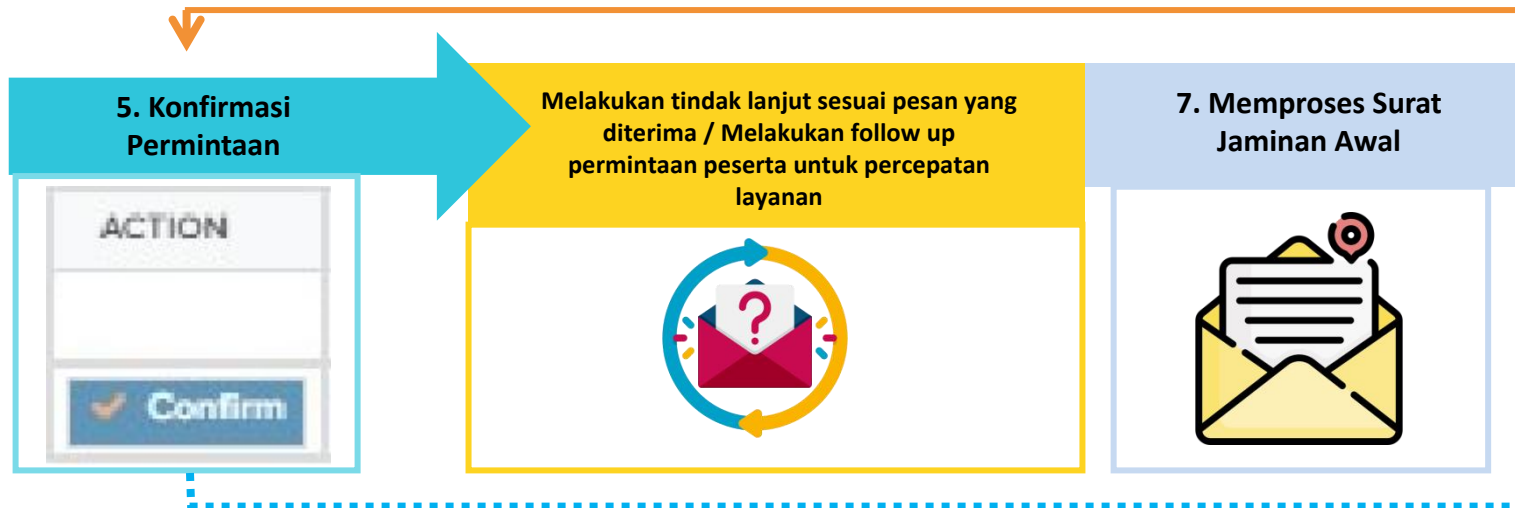 5. Konfirmasi
Permintaan
ACTION
Confirm
Melakukan tindak lanjut sesuai pesan yang
diterima / Melakukan follow up
permintaan peserta untuk percepatan
layanan
?
7. Memproses Surat
Jaminan Awal